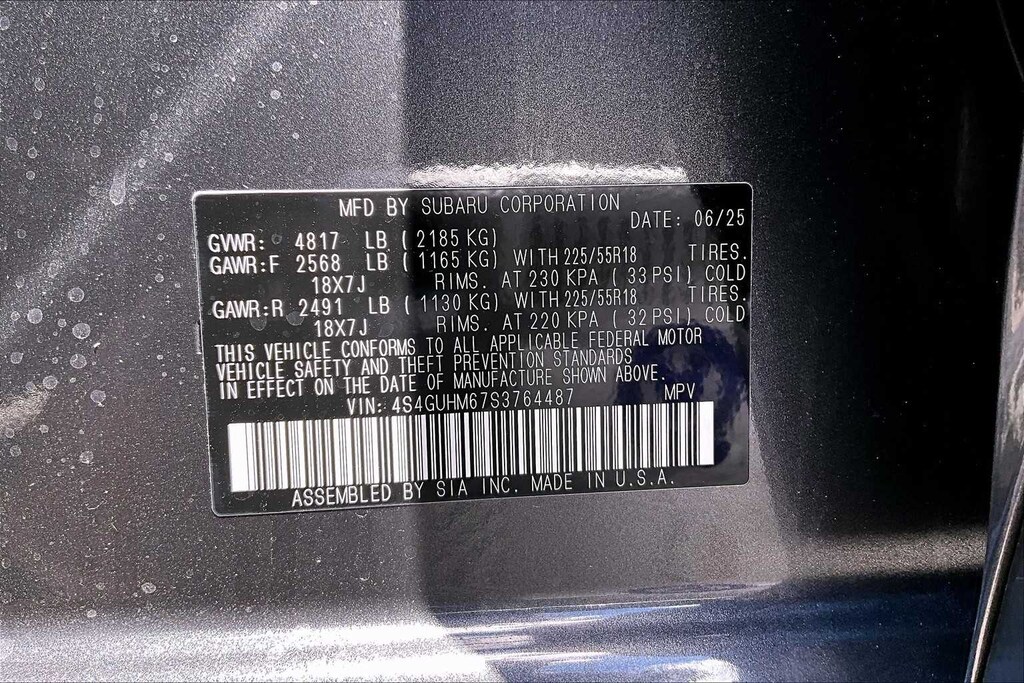 MFD BY SUBARU CORPORATION
DATE: 06/25
GVWR: 4817 LB ( 2185 KG)
GAWR:F 2568 LB ( 1165 KG) WITH 225/55R18 TIRES.
18X7J RIMS. AT 230 KPA ( 33 PSI) COLD
GAWR:R 2491 LB ( 1130 KG) WITH 225/55R18 TIRES.
18X7J RIMS. AT 220 KPA ( 32 PSI) COLD
THIS VEHICLE CONFORMS TO ALL APPLICABLE FEDERAL MOTOR
VEHICLE SAFETY AND THEFT PREVENTION STANDARDS
IN EFFECT ON THE DATE OF MANUFACTURE SHOWN ABOVE.
VIN: 4S4GUHM67S3764487 MPV
ASSEMBLED BY SIA INC. MADE IN U.S.A.